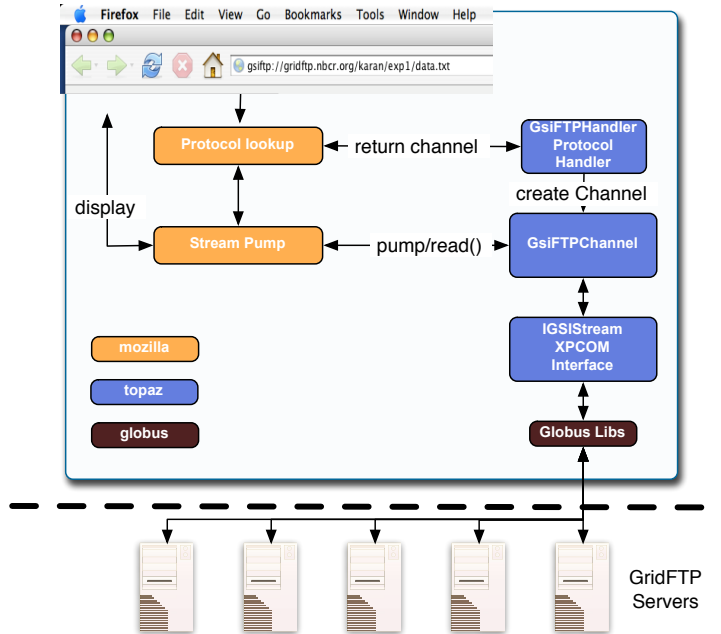 Firefox File Edit View Go Bookmarks Tools Window Help
gsiftp://gridftp.nbcr.org/karan/exp1/data.txt
Protocol lookup
return channel
GsiFTPHandler
Protocol
Handler
create Channel
display
Stream Pump
pump/read()
GsiFTPChannel
IGSIStream
XPCOM
Interface
mozilla
topaz
globus
Globus Libs
GridFTP
Servers